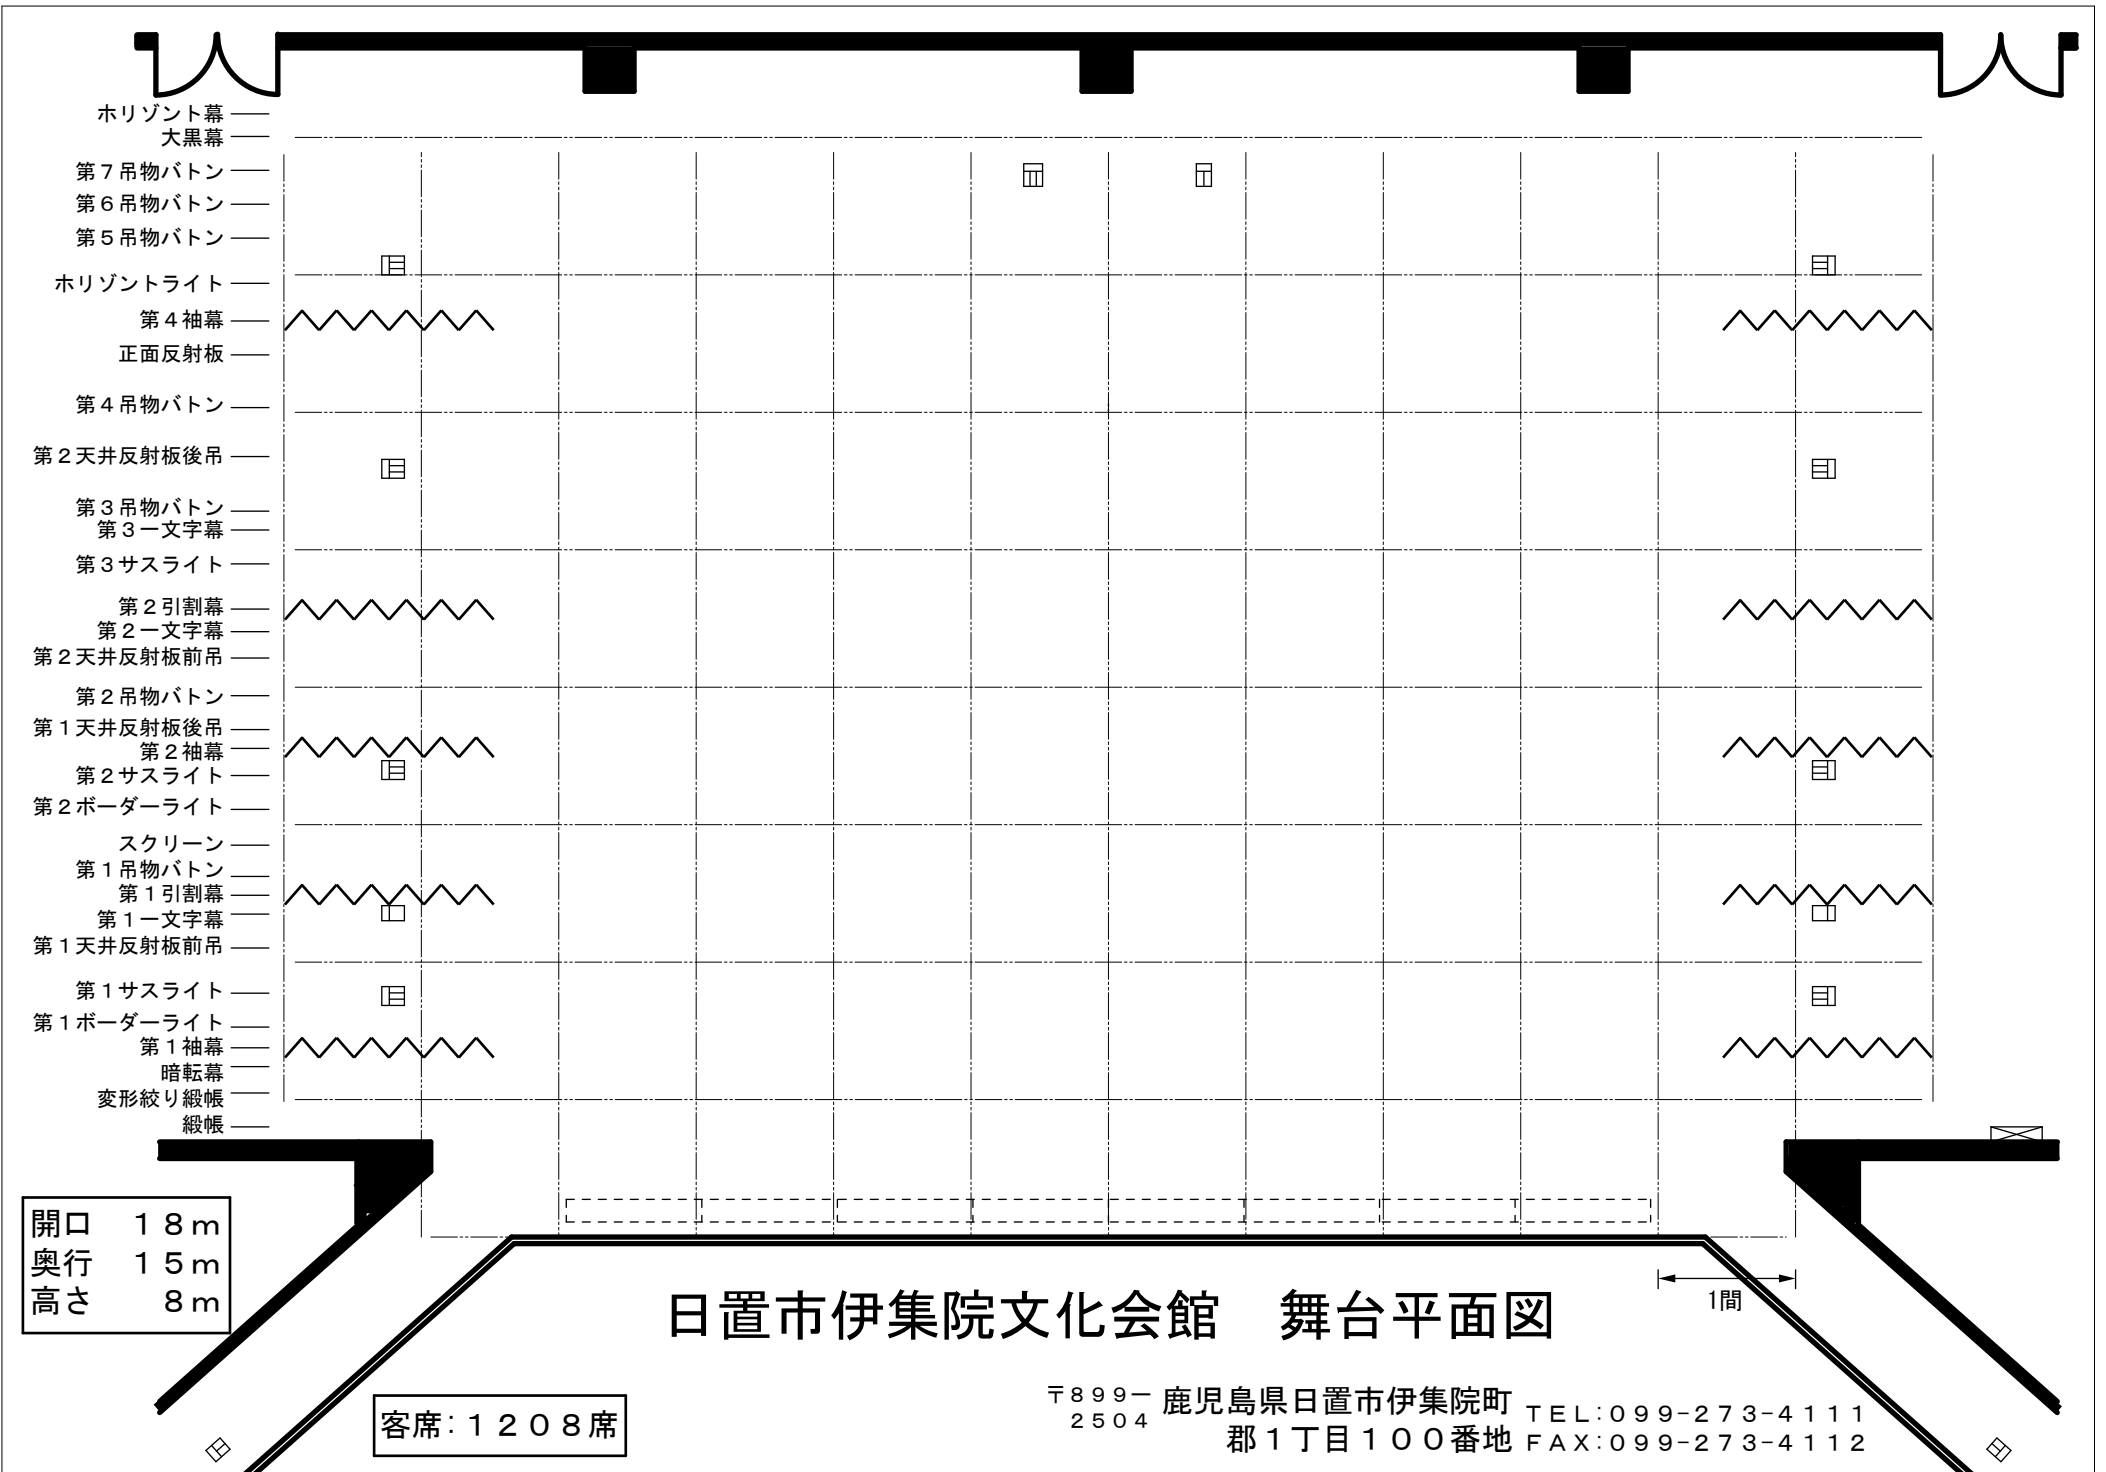 ホリゾント幕
大黒幕
第７吊物バトン
第６吊物バトン
第５吊物バトン
ホリゾントライト
第４袖幕
正面反射板
第４吊物バトン
第２天井反射板後吊
第３吊物バトン
第３一文字幕
第３サスライト
第２引割幕
第２一文字幕
第２天井反射板前吊
第２吊物バトン
第１天井反射板後吊
第２袖幕
第２サスライト
第２ボーダーライト
スクリーン
第１吊物バトン
第１引割幕
第１一文字幕
第１天井反射板前吊
第１サスライト
第１ボーダーライト
第１袖幕
暗転幕
変形絞り緞帳
緞帳
開口　１８ｍ
奥行　１５ｍ
高さ　　８ｍ
1間
日置市伊集院文化会館　舞台平面図
客席：１２０８席
〒８９９－２５０４
鹿児島県日置市伊集院町
郡１丁目１００番地
ＴＥＬ：０９９－２７３－４１１１
ＦＡＸ：０９９－２７３－４１１２